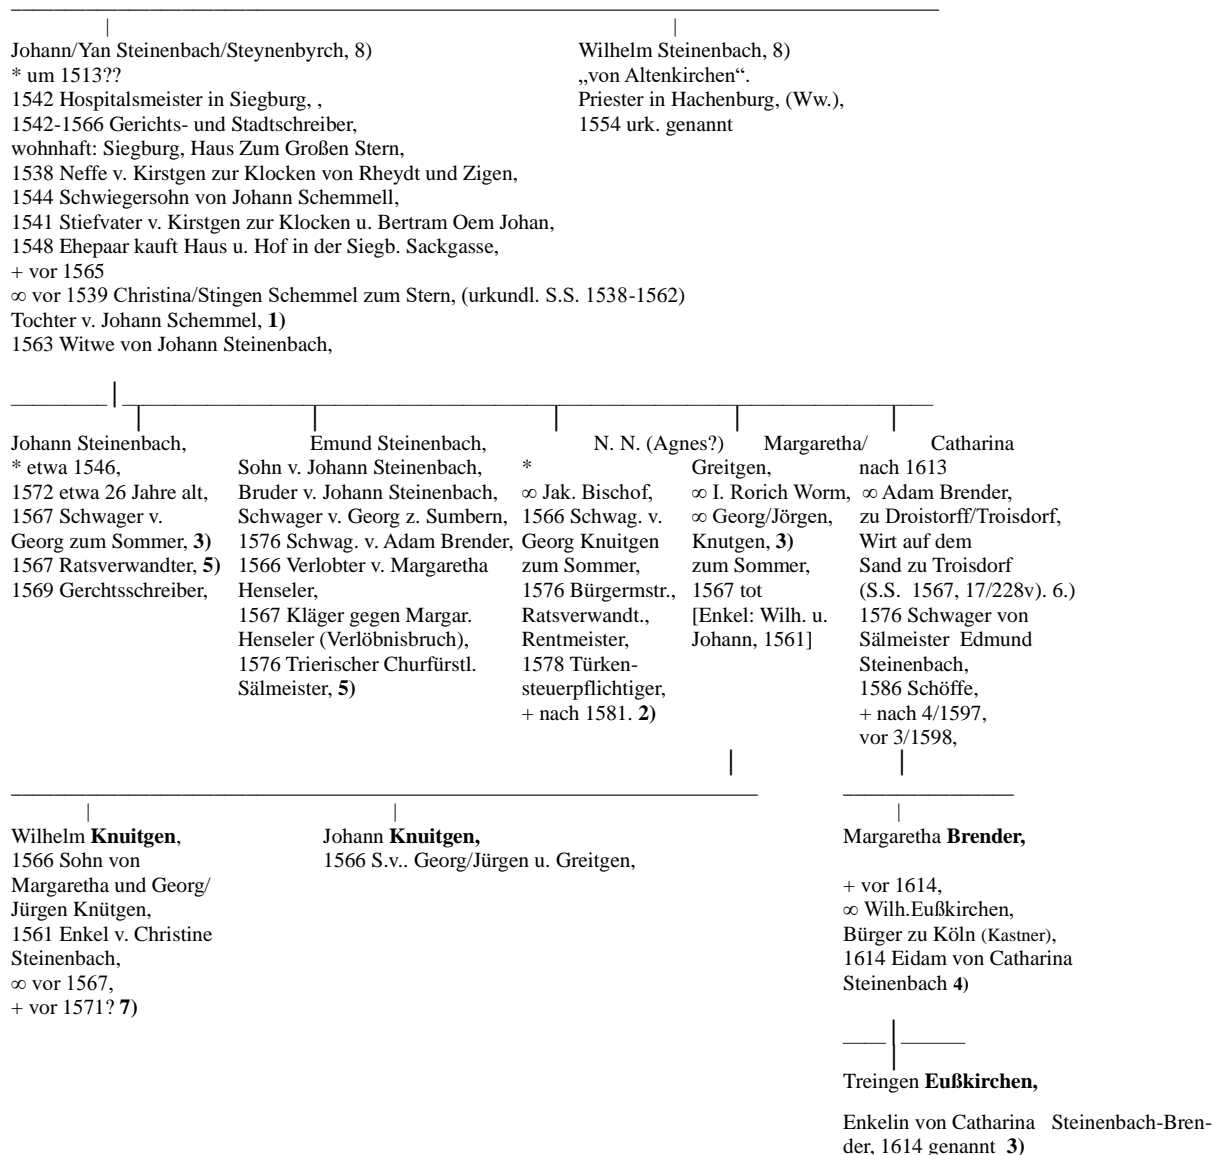 Johann/Yan Steinenbach/Steynenbyrch, 8)
* um 1513??
1542 Hospitalsmeister in Siegburg, ,
1542-1566 Gerichts- und Stadtschreiber,
wohnhaft: Siegburg, Haus Zum Großen Stern,
1538 Neffe v. Kirstgen zur Klocken von Rheydt und Zigen,
1544 Schwiegersohn von Johann Schemmell,
1541 Stiefvater v. Kirstgen zur Klocken u. Bertram Oem Johan,
1548 Ehepaar kauft Haus u. Hof in der Siegb. Sackgasse,
+ vor 1565
∞ vor 1539 Christina/Stingen Schemmel zum Stern, (urkundl. S.S. 1538-1562)
Tochter v. Johann Schemmel, 1)
1563 Witwe von Johann Steinenbach,
Wilhelm Steinenbach, 8)
„von Altenkirchen“.
Priester in Hachenburg, (Ww.),
1554 urk. genannt
Johann Steinenbach,
* etwa 1546,
1572 etwa 26 Jahre alt,
1567 Schwager v.
Georg zum Sommer, 3)
1567 Ratsverwandter, 5)
1569 Gerchtsschreiber,
Emund Steinenbach,
Sohn v. Johann Steinenbach,
Bruder v. Johann Steinenbach,
Schwager v. Georg z. Sumbern,
1576 Schwag. v. Adam Brender,
1566 Verlobter v. Margaretha
Henseler,
1567 Kläger gegen Margar.
Henseler (Verlöbnisbruch),
1576 Trierischer Churfürstl.
Sälmeister, 5)
N. N. (Agnes?)
*
∞ Jak. Bischof,
1566 Schwag. v.
Georg Knuitgen
zum Sommer,
1576 Bürgermstr.,
Ratsverwandt.,
Rentmeister,
1578 Türken-
steuerpflichtiger,
+ nach 1581. 2)
Margaretha/
Greitgen,
∞ I. Rorich Worm,
∞ Georg/Jörgen,
Knutgen, 3)
zum Sommer,
1567 tot
[Enkel: Wilh. u.
Johann, 1561]
Catharina
nach 1613
∞ Adam Brender,
zu Droistorff/Troisdorf,
Wirt auf dem
Sand zu Troisdorf
(S.S. 1567, 17/228v). 6.)
1576 Schwager von
Sälmeister Edmund
Steinenbach,
1586 Schöffe,
+ nach 4/1597,
vor 3/1598,
Wilhelm Knuitgen,
1566 Sohn von
Margaretha und Georg/
Jürgen Knütgen,
1561 Enkel v. Christine
Steinenbach,
∞ vor 1567,
+ vor 1571? 7)
Johann Knuitgen,
1566 S.v.. Georg/Jürgen u. Greitgen,
Margaretha Brender,
+ vor 1614,
∞ Wilh.Eußkirchen,
Bürger zu Köln (Kastner),
1614 Eidam von Catharina
Steinenbach 4)
Treingen Eußkirchen,
Enkelin von Catharina Steinenbach-Bren-
der, 1614 genannt 3)